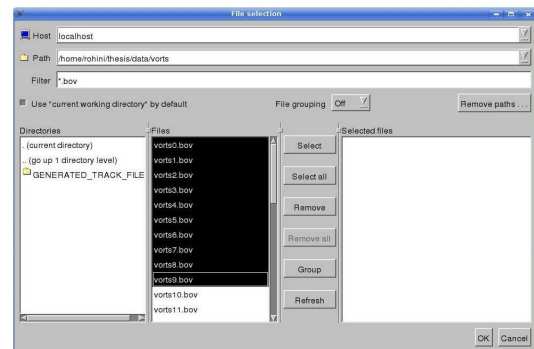 File selection
Host localhost
Path /home/rohini/thesis/data/vorts
Filter *.bov
Use "current working directory" by default File grouping Off Remove paths ...
Directories
. (current directory)
.. (go up 1 directory level)
GENERATED_TRACK_FILE
Files
vorts0.bov
vorts1.bov
vorts2.bov
vorts3.bov
vorts4.bov
vorts5.bov
vorts6.bov
vorts7.bov
vorts8.bov
vorts9.bov
vorts10.bov
vorts11.bov
Select
Select all
Remove
Remove all
Group
Refresh
Selected files
OK Cancel